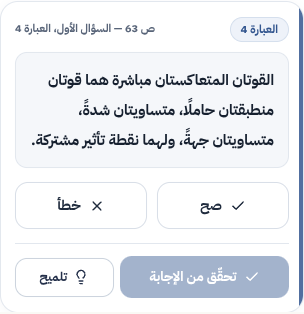 العبارة 4
ص 63 — السؤال الأول، العبارة 4
القوتان المتعاكستان مباشرة هما قوتان
منطبقتان حاملًا، متساويتان شدةً،
متساويتان جهةً، ولهما نقطة تأثير مشتركة.
صح
خطأ
تحقّق من الإجابة
تلميح